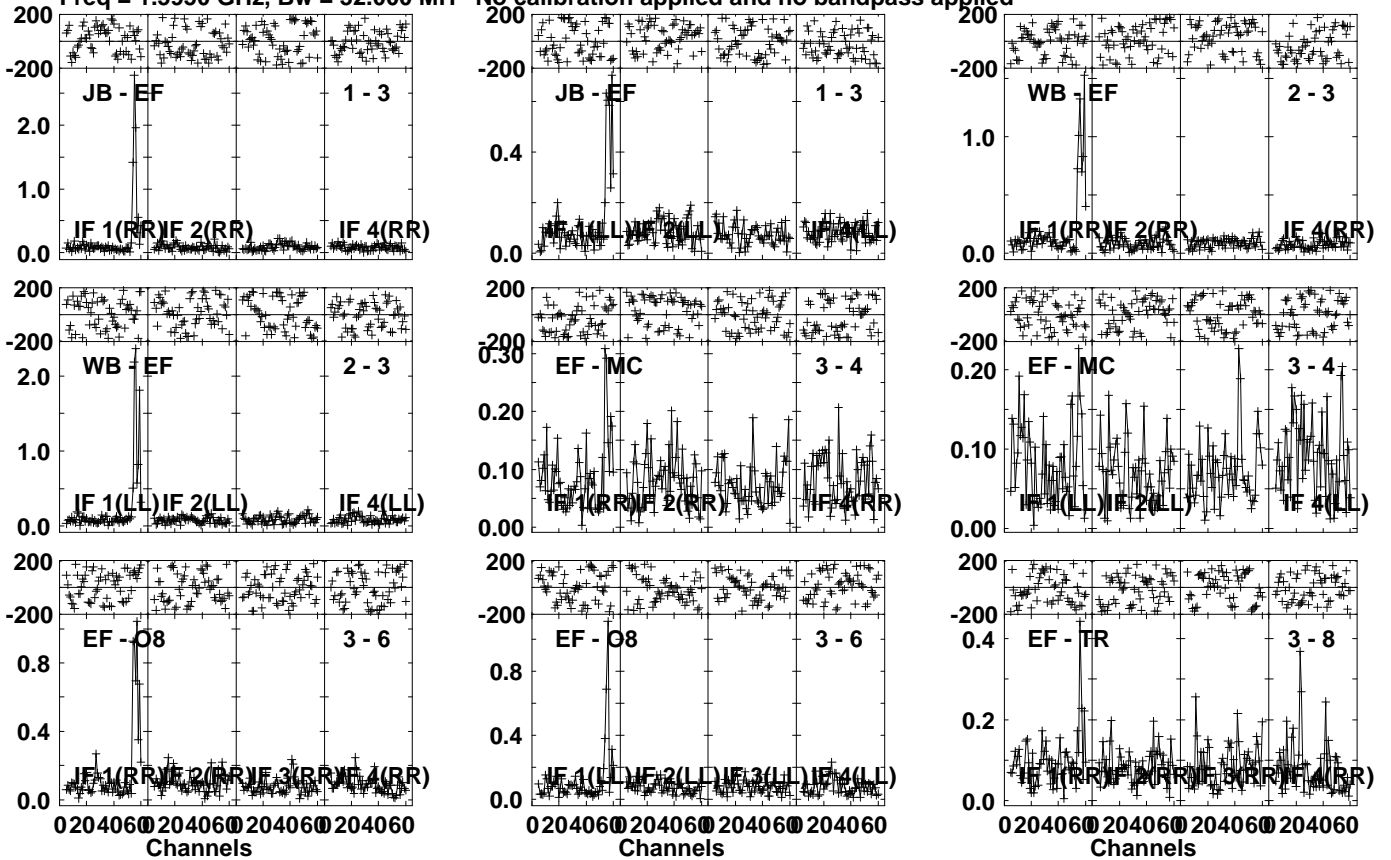 Freq = 1.5950 GHz, Bw = 32.000 MH No calibration applied and no bandpass applied
200
-200
JB - EF 1 - 3
2.0
1.0
0.0
IF 1(RR) IF 2(RR) IF 4(RR)
JB - EF 1 - 3
0.4
0.0
IF 1(LL) IF 2(LL) IF 4(LL)
200
-200
WB - EF 2 - 3
1.0
0.0
IF 1(RR) IF 2(RR) IF 4(RR)
200
-200
WB - EF 2 - 3
2.0
1.0
0.0
IF 1(LL) IF 2(LL) IF 4(LL)
200
-200
0.30
EF - MC 3 - 4
0.20
0.10
0.00
IF 1(RR) IF 2(RR) IF 4(RR)
200
-200
EF - MC 3 - 4
0.20
0.10
0.00
IF 1(LL) IF 2(LL) IF 4(LL)
200
-200
EF - O8 3 - 6
0.8
0.4
0.0
IF 1(RR) IF 2(RR) IF 3(RR) IF 4(RR)
0 20 40 60 0 20 40 60 0 20 40 60 0 20 40 60
Channels
EF - O8 3 - 6
0.8
0.4
0.0
IF 1(LL) IF 2(LL) IF 3(LL) IF 4(LL)
0 20 40 60 0 20 40 60 0 20 40 60 0 20 40 60
Channels
200
-200
EF - TR 3 - 8
0.4
0.2
0.0
IF 1(RR) IF 2(RR) IF 3(RR) IF 4(RR)
0 20 40 60 0 20 40 60 0 20 40 60 0 20 40 60
Channels